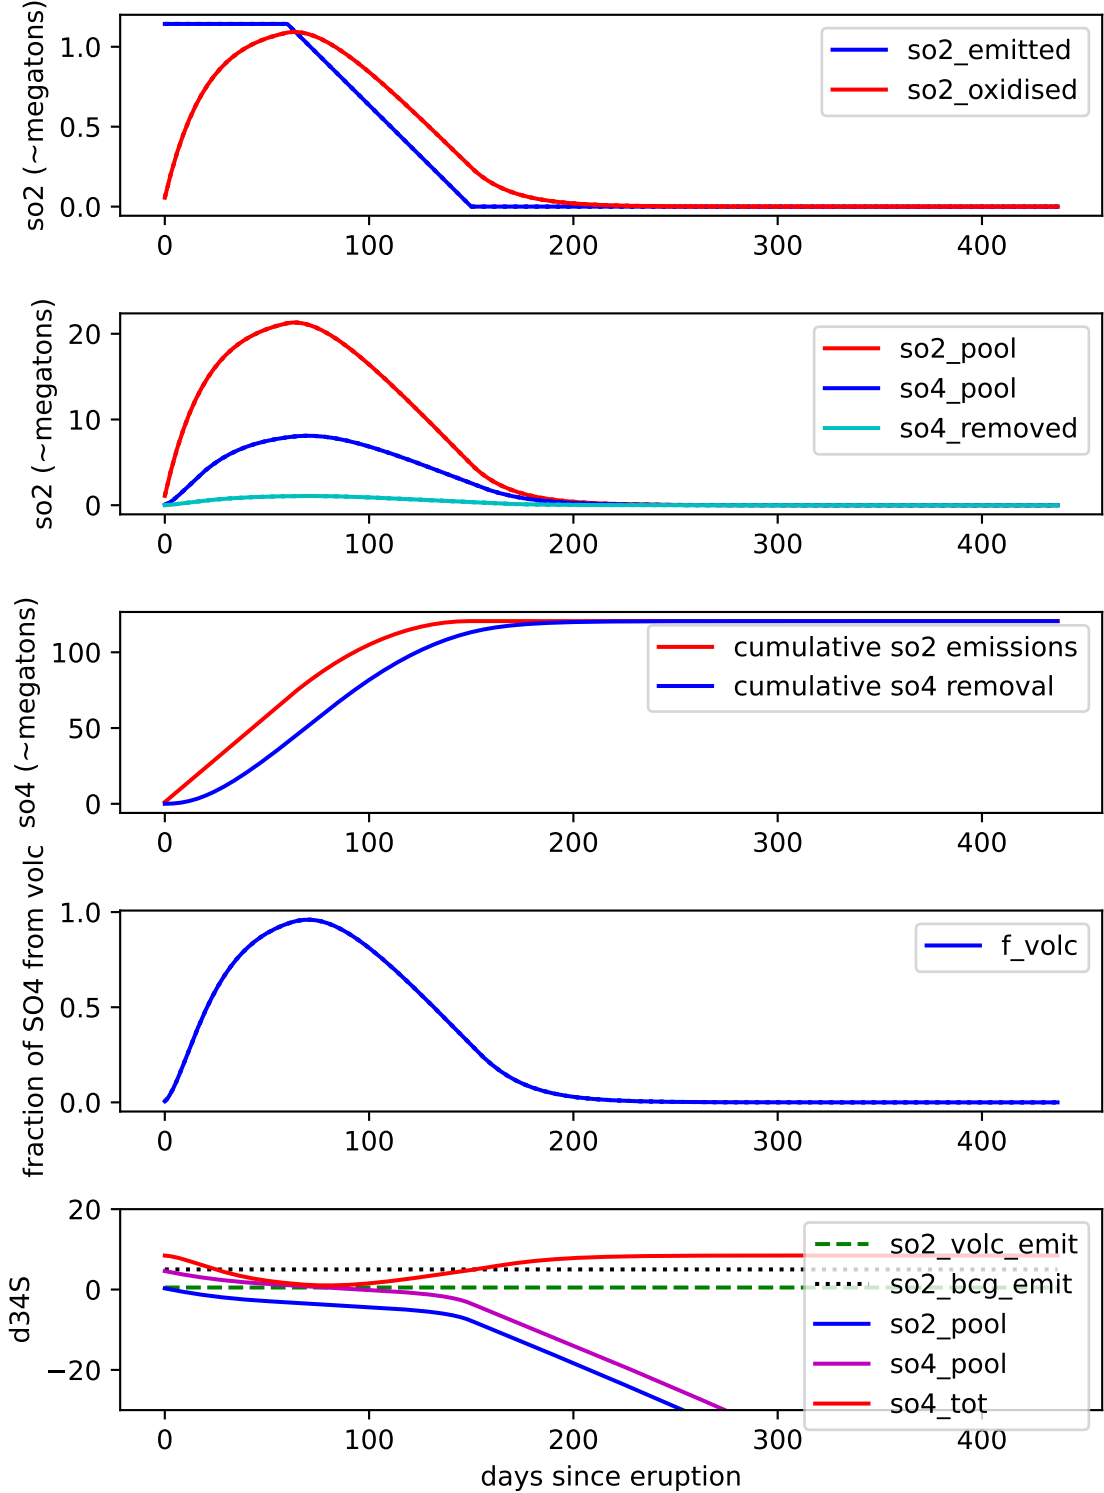 so2 (~megatons)
1.0
0.5
0.0
so2_emitted
so2_oxidised
0 100 200 300 400
so2 (~megatons)
20
10
0
so2_pool
so4_pool
so4_removed
0 100 200 300 400
so4 (~megatons)
100
50
0
cumulative so2 emissions
cumulative so4 removal
0 100 200 300 400
fraction of SO4 from volc
1.0
0.5
0.0
f_volc
0 100 200 300 400
d34S
20
0
−20
so2_volc_emit
so2_bcg_emit
so2_pool
so4_pool
so4_tot
0 100 200 300 400
days since eruption